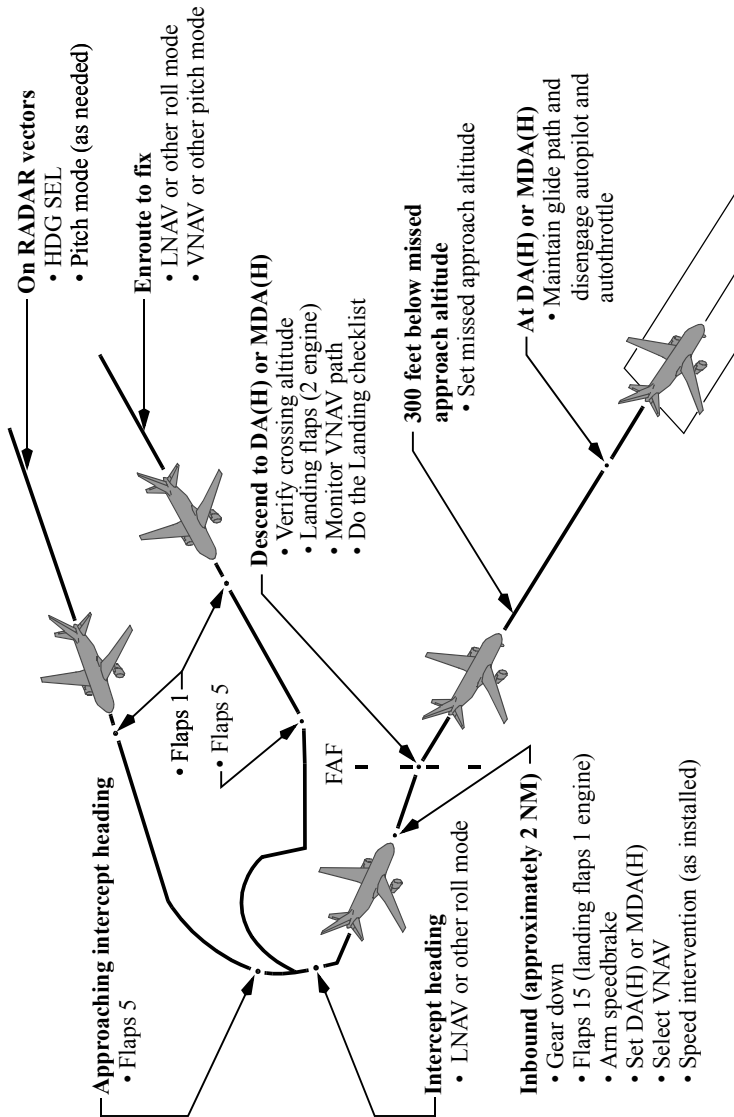 On RADAR vectors
• HDG SEL
• Pitch mode (as needed)
Enroute to fix
• LNAV or other roll mode
• VNAV or other pitch mode
Approaching intercept heading
• Flaps 5
• Flaps 1
• Flaps 5
Intercept heading
• LNAV or other roll mode
Inbound (approximately 2 NM)
• Gear down
• Flaps 15 (landing flaps 1 engine)
• Arm speedbrake
• Set DA(H) or MDA(H)
• Select VNAV
• Speed intervention (as installed)
FAF
Descend to DA(H) or MDA(H)
• Verify crossing altitude
• Landing flaps (2 engine)
• Monitor VNAV path
• Do the Landing checklist
300 feet below missed
approach altitude
• Set missed approach altitude
At DA(H) or MDA(H)
• Maintain glide path and
disengage autopilot and
autothrottle